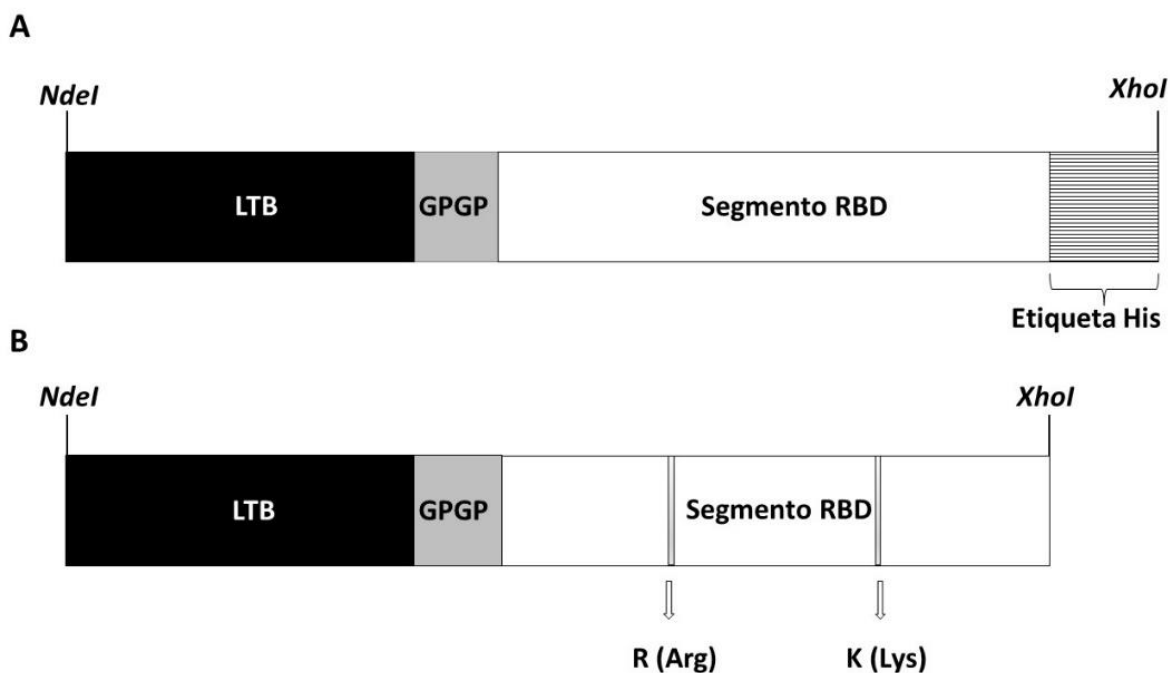 A
NdeI
XhoI
LTB
GPGP
Segmento RBD
Etiqueta His
B
NdeI
XhoI
LTB
GPGP
Segmento RBD
R (Arg)
K (Lys)